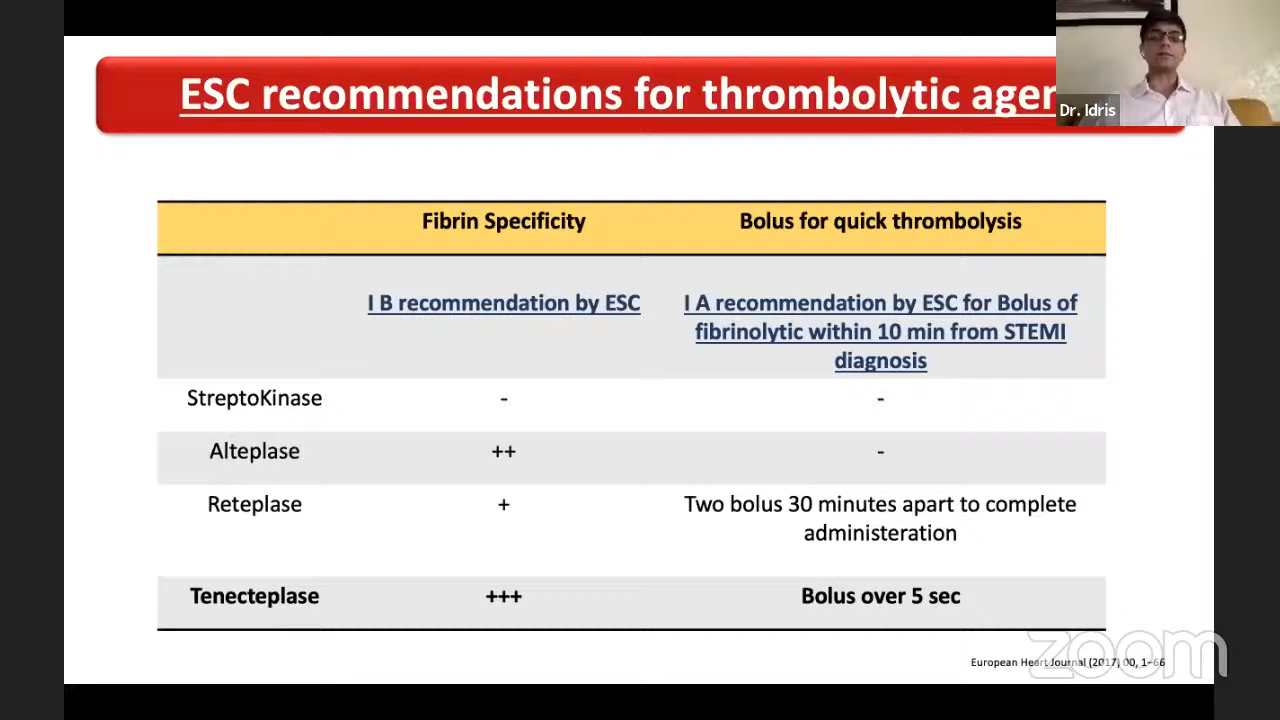 ESC recommendations for thrombolytic agen
Dr. Idris
Fibrin Specificity
Bolus for quick thrombolysis
I B recommendation by ESC
I A recommendation by ESC for Bolus of
fibrinolytic within 10 min from STEMI
diagnosis
StreptoKinase - -
Alteplase ++ -
Reteplase + Two bolus 30 minutes apart to complete
administeration
Tenecteplase +++ Bolus over 5 sec
zoom
European Heart Journal (2017) 00, 1–66